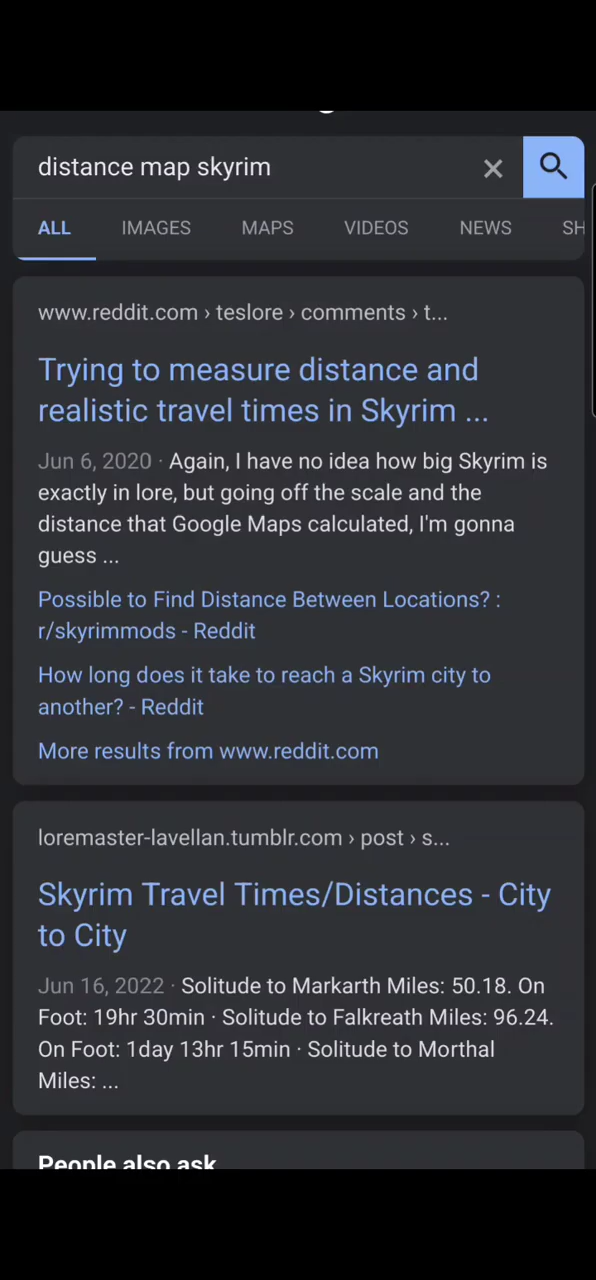 distance map skyrim
ALL IMAGES MAPS VIDEOS NEWS SH
www.reddit.com › teslore › comments › t...
Trying to measure distance and
realistic travel times in Skyrim ...
Jun 6, 2020 · Again, I have no idea how big Skyrim is
exactly in lore, but going off the scale and the
distance that Google Maps calculated, I'm gonna
guess ...
Possible to Find Distance Between Locations? :
r/skyrimmods - Reddit
How long does it take to reach a Skyrim city to
another? - Reddit
More results from www.reddit.com
loremaster-lavellan.tumblr.com › post › s...
Skyrim Travel Times/Distances - City
to City
Jun 16, 2022 · Solitude to Markarth Miles: 50.18. On
Foot: 19hr 30min · Solitude to Falkreath Miles: 96.24.
On Foot: 1day 13hr 15min · Solitude to Morthal
Miles: ...
People also ask